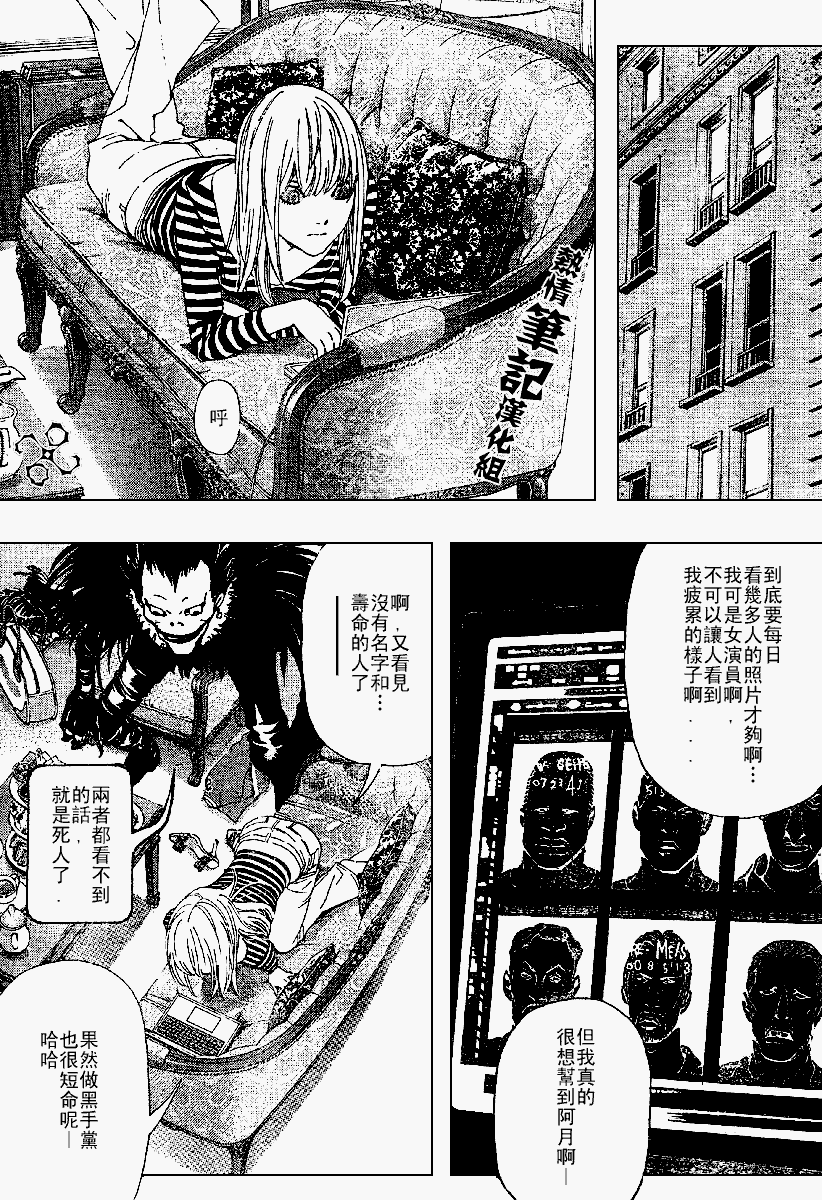 熱情筆記漢化組
呼
到底要每日
看幾多人的照片才夠啊…
我可是女演員啊，
不可以讓人看到
我疲累的樣子啊...
0723
47
但我真的
很想幫到阿月啊—
啊，又看見
沒有名字和…
壽命的人了
兩者都看不到
的話，
就是死人了.
果然做黑手黨
也很短命呢—
哈哈